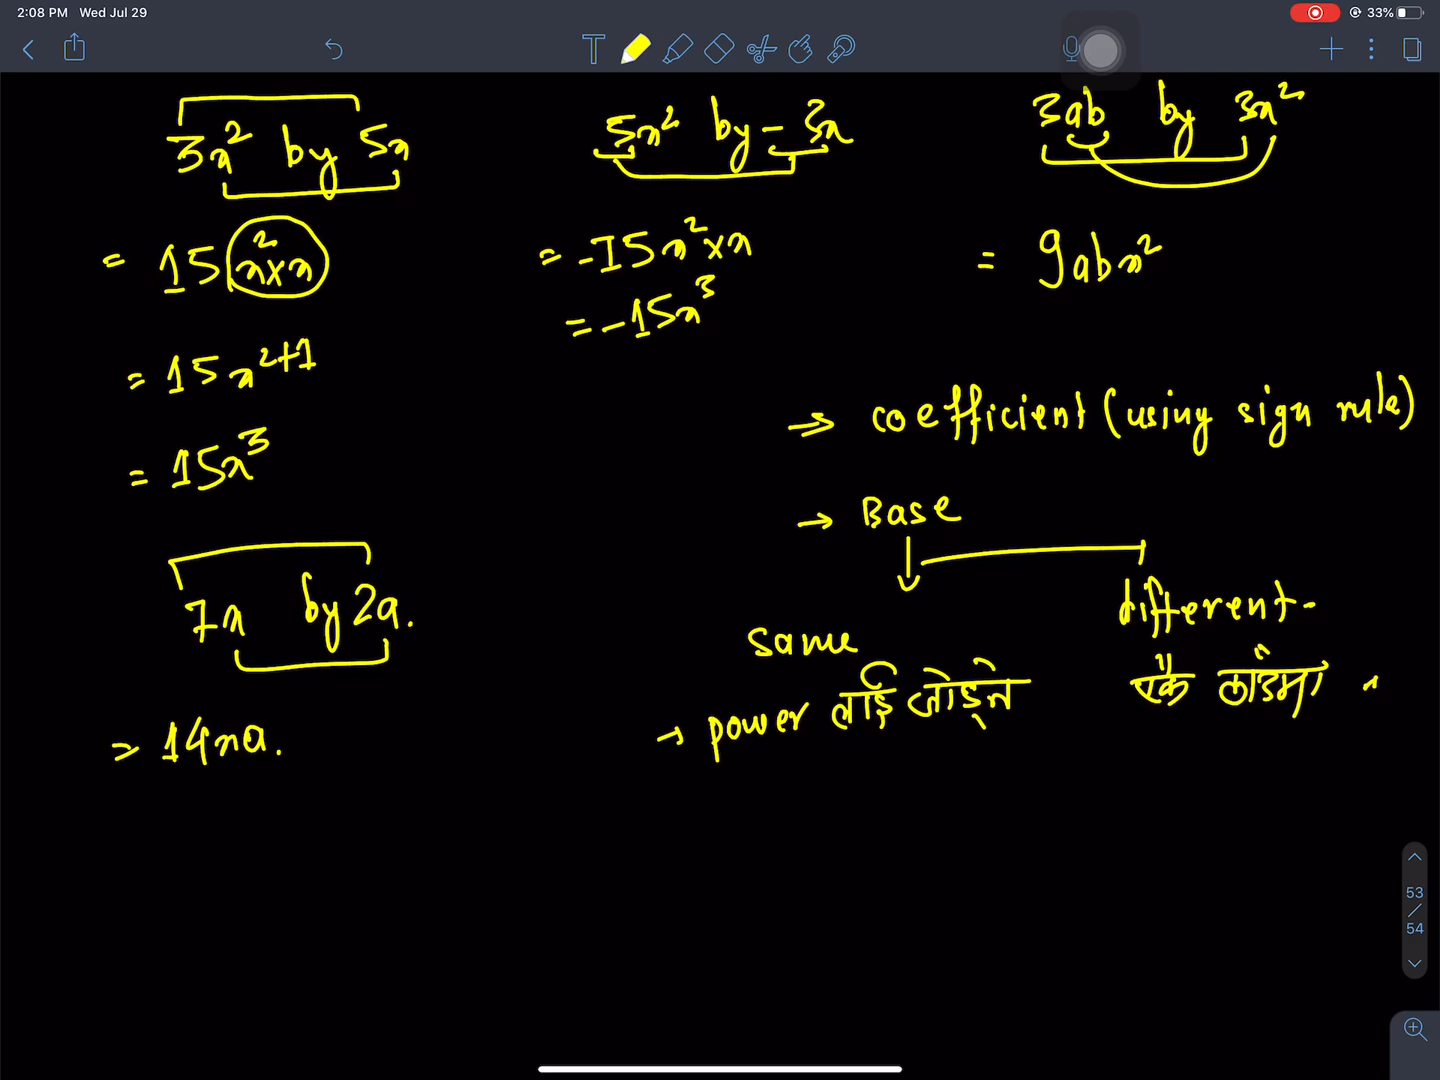 2:08 PM Wed Jul 29
33%
T
3x² by 5x
= 15 x² × x
= 15x²⁺¹
= 15x³
7x by 2a.
= 14xa.
5x² by - 3x
= -15x² × x
= -15x³
3ab by 3x²
= 9abx²
⇒ coefficient (using sign rule)
→ Base
same
→ power लाई जोड्ने
different.
एकै ठाउँमा
53
/
54